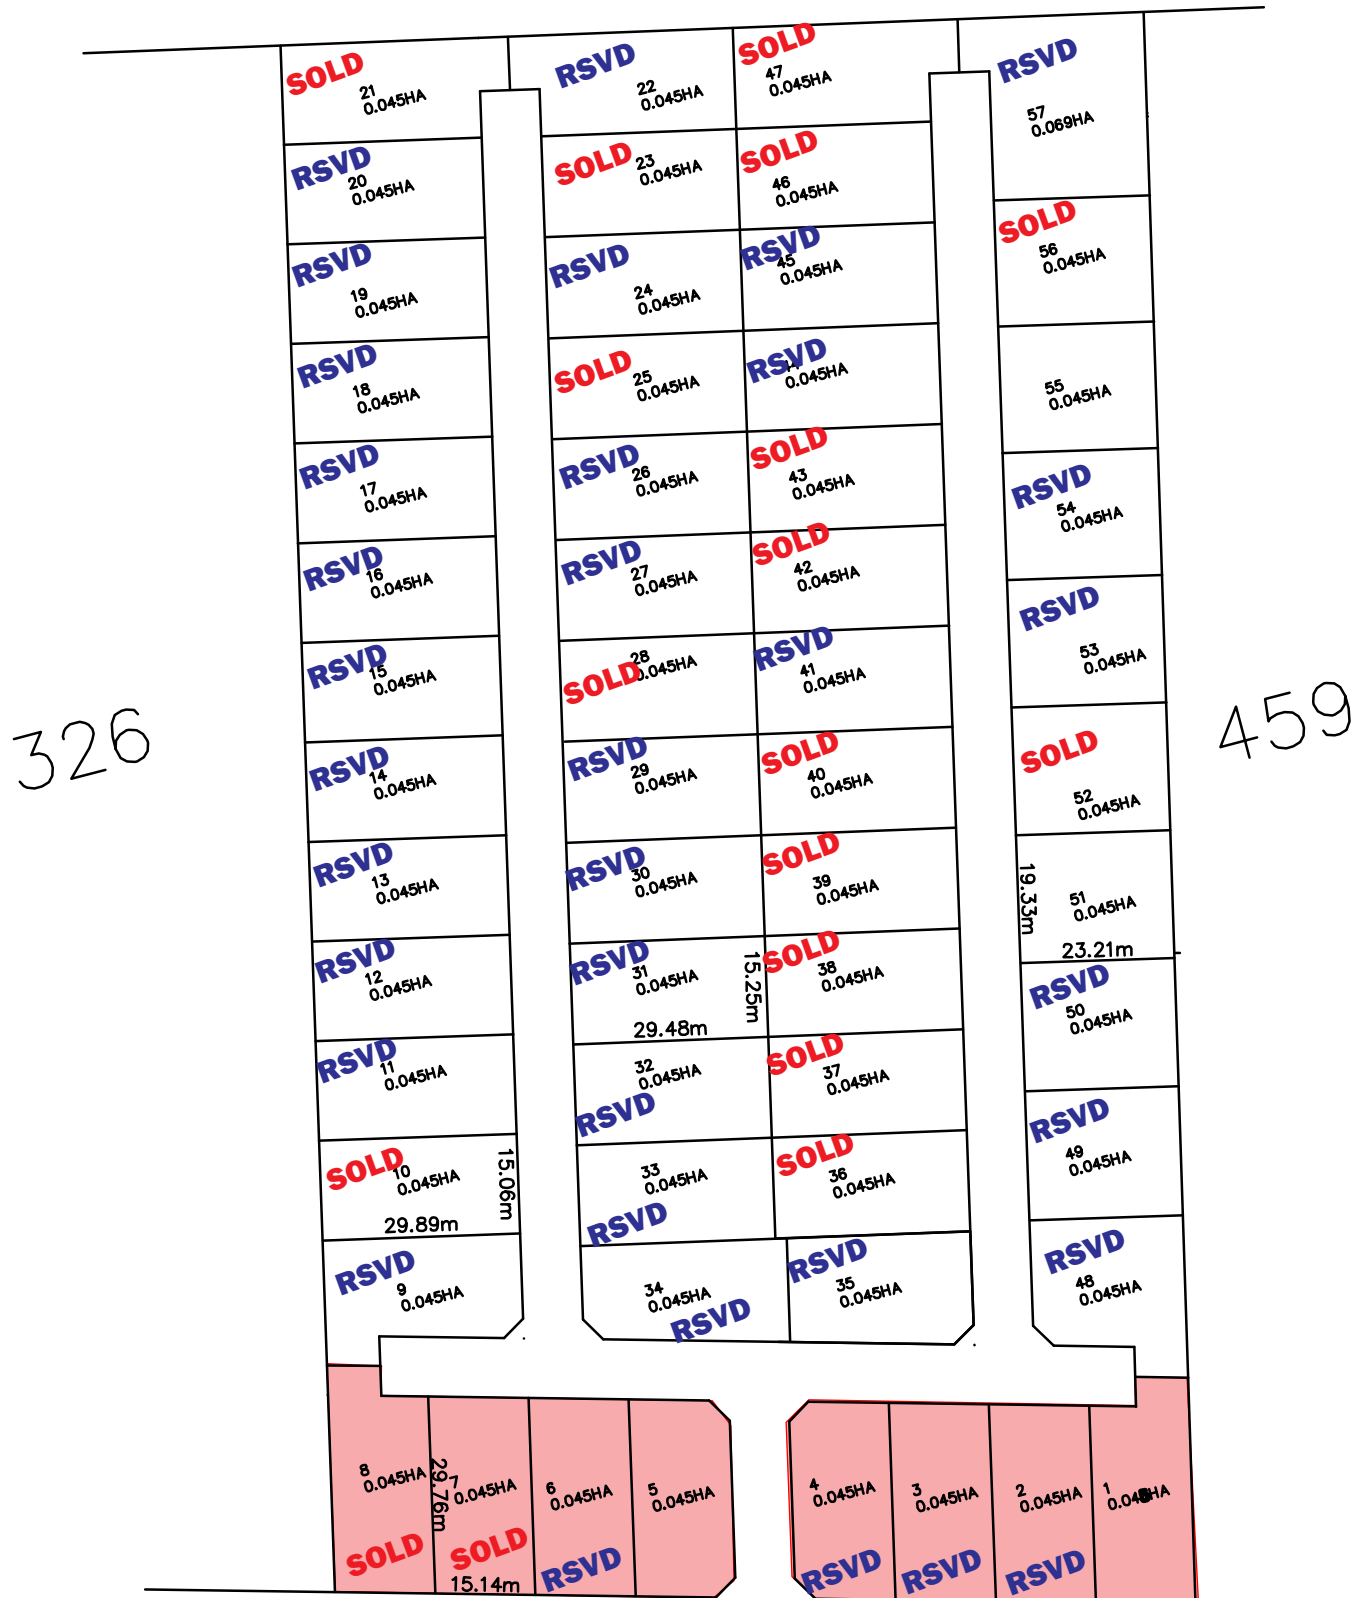 SOLD
21
0.045HA
RSVD
22
0.045HA
SOLD
47
0.045HA
RSVD
57
0.069HA
RSVD
20
0.045HA
SOLD
23
0.045HA
SOLD
46
0.045HA
SOLD
56
0.045HA
RSVD
19
0.045HA
RSVD
24
0.045HA
RSVD
45
0.045HA
RSVD
18
0.045HA
SOLD
25
0.045HA
RSVD
0.045HA
55
0.045HA
RSVD
17
0.045HA
RSVD
26
0.045HA
SOLD
43
0.045HA
RSVD
54
0.045HA
RSVD
16
0.045HA
RSVD
27
0.045HA
SOLD
42
0.045HA
RSVD
53
0.045HA
RSVD
15
0.045HA
SOLD
28
0.045HA
RSVD
41
0.045HA
326
459
RSVD
14
0.045HA
RSVD
29
0.045HA
SOLD
40
0.045HA
SOLD
52
0.045HA
RSVD
13
0.045HA
RSVD
30
0.045HA
SOLD
39
0.045HA
19.33m
51
0.045HA
23.21m
RSVD
12
0.045HA
RSVD
31
0.045HA
15.25m
29.48m
SOLD
38
0.045HA
RSVD
50
0.045HA
RSVD
11
0.045HA
32
0.045HA
RSVD
SOLD
37
0.045HA
RSVD
49
0.045HA
SOLD
10
0.045HA
15.06m
29.89m
33
0.045HA
RSVD
SOLD
36
0.045HA
RSVD
48
0.045HA
RSVD
9
0.045HA
34
0.045HA
RSVD
RSVD
35
0.045HA
8
0.045HA
SOLD
29.76m
7
0.045HA
SOLD
15.14m
6
0.045HA
RSVD
5
0.045HA
4
0.045HA
RSVD
3
0.045HA
RSVD
2
0.045HA
RSVD
1